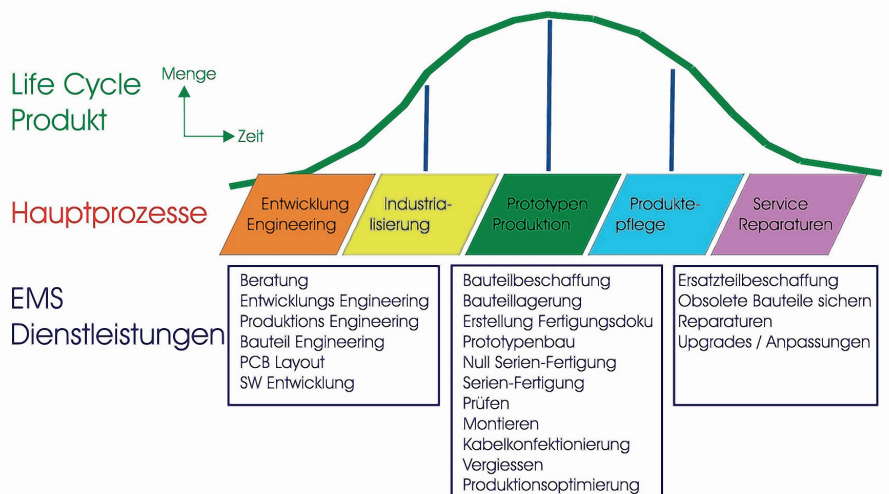 Life Cycle
Produkt
Menge
Zeit
Hauptprozesse
Entwicklung
Engineering
Industria-
lisierung
Prototypen
Produktion
Produkte-
pflege
Service
Reparaturen
EMS
Dienstleistungen
Beratung
Entwicklungs Engineering
Produktions Engineering
Bauteil Engineering
PCB Layout
SW Entwicklung
Bauteilbeschaffung
Bauteillagerung
Erstellung Fertigungsdoku
Prototypenbau
Null Serien-Fertigung
Serien-Fertigung
Prüfen
Montieren
Kabelkonfektionierung
Vergiessen
Produktionsoptimierung
Ersatzteilbeschaffung
Obsolete Bauteile sichern
Reparaturen
Upgrades / Anpassungen